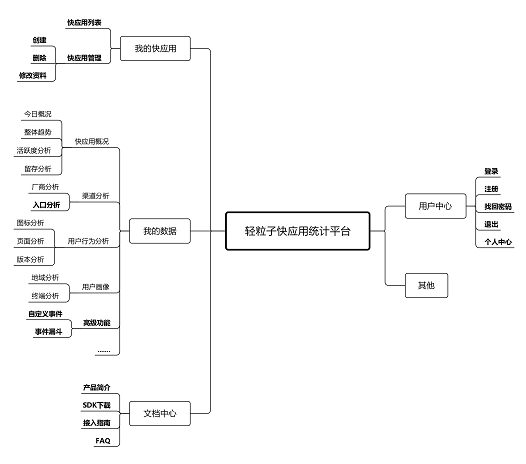 快应用列表
我的快应用
创建
删除
快应用管理
修改资料
今日概况
整体趋势
快应用概况
活跃度分析
留存分析
厂商分析
渠道分析
入口分析
图标分析
页面分析
用户行为分析
版本分析
我的数据
地域分析
用户画像
终端分析
自定义事件
高级功能
事件漏斗
......
产品简介
SDK下载
文档中心
接入指南
FAQ
轻粒子快应用统计平台
用户中心
登录
注册
找回密码
退出
个人中心
其他